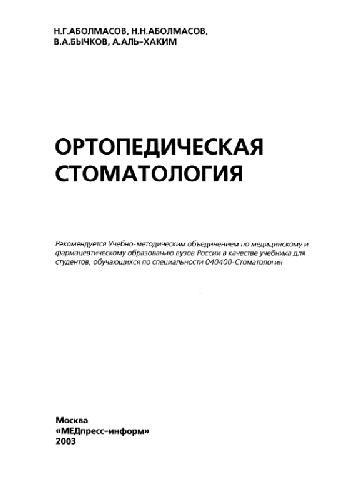 Н.Г.АБОЛМАСОВ, Н.Н.АБОЛМАСОВ,
В.А.БЫЧКОВ, А.АЛЬ-ХАКИМ
ОРТОПЕДИЧЕСКАЯ
СТОМАТОЛОГИЯ
Рекомендуется Учебно-методическим объединением по медицинскому и
фармацевтическому образованию вузов России в качестве учебника для
студентов, обучающихся по специальности 040400-Стоматология
Москва
«МЕДпресс-информ»
2003